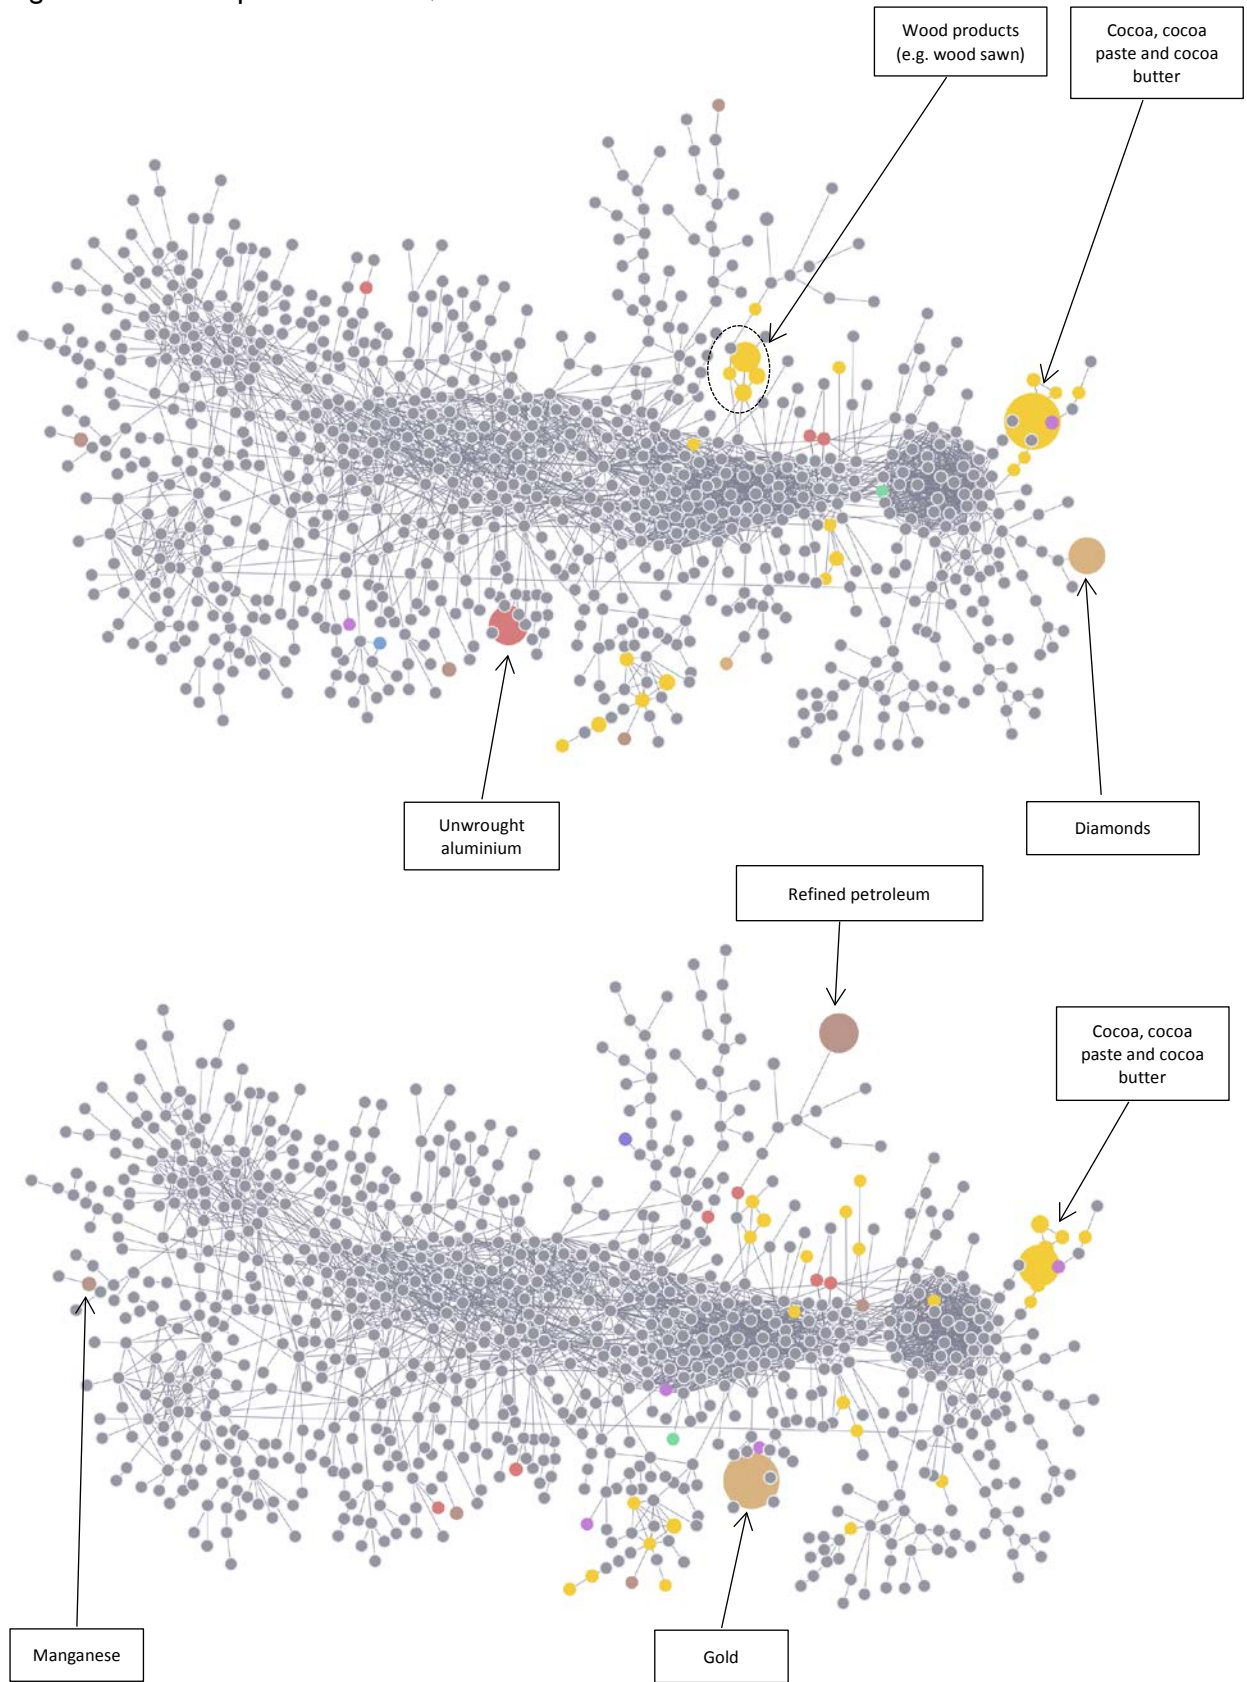 Wood products
(e.g. wood sawn)
Cocoa, cocoa
paste and cocoa
butter
Unwrought
aluminium
Diamonds
Refined petroleum
Cocoa, cocoa
paste and cocoa
butter
Manganese
Gold